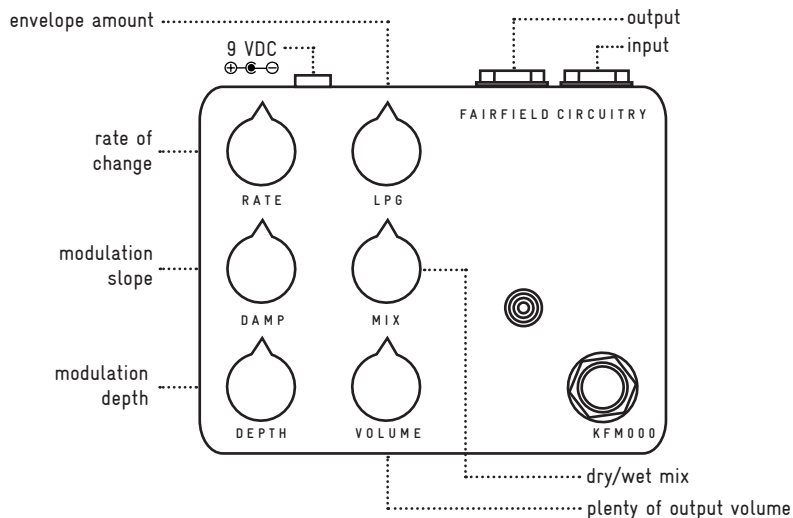 envelope amount
output
9 VDC
input
FAIRFIELD CIRCUITRY
rate of
change
RATE
LPG
modulation
slope
DAMP
MIX
modulation
depth
DEPTH
VOLUME
KFM000
dry/wet mix
plenty of output volume